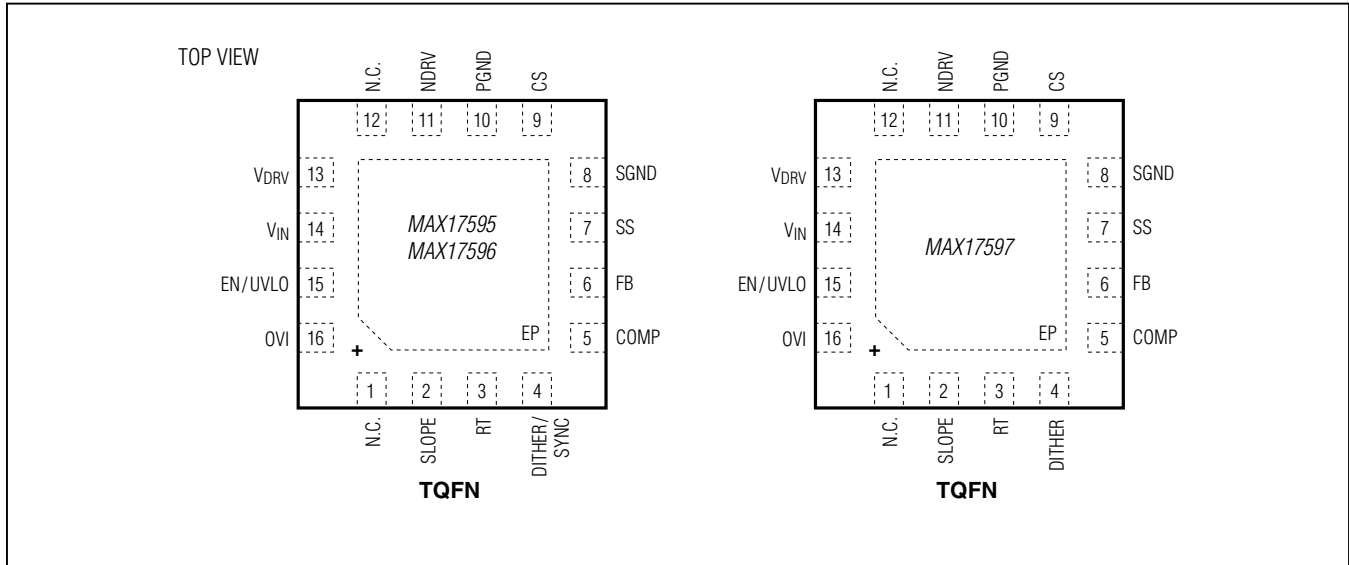 TOP VIEW
N.C.
NDRV
PGND
CS
12
11
10
9
VDRV 13
VIN 14
EN/UVLO 15
OVI 16
8 SGND
7 SS
6 FB
5 COMP
MAX17595
MAX17596
EP
+
1
2
3
4
N.C.
SLOPE
RT
DITHER/
SYNC
TQFN
N.C.
NDRV
PGND
CS
12
11
10
9
VDRV 13
VIN 14
EN/UVLO 15
OVI 16
8 SGND
7 SS
6 FB
5 COMP
MAX17597
EP
+
1
2
3
4
N.C.
SLOPE
RT
DITHER
TQFN